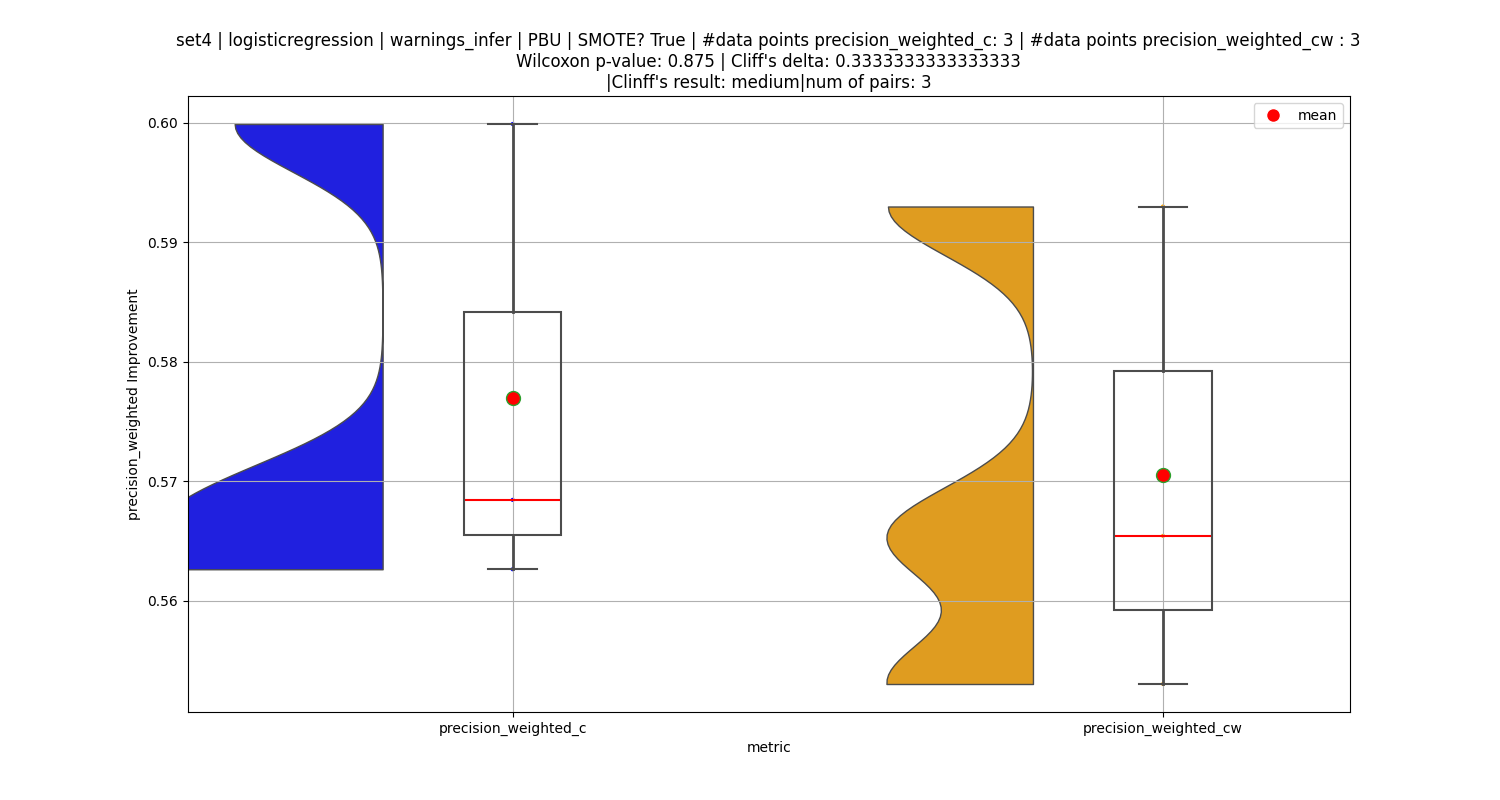 set4 | logisticregression | warnings_infer | PBU | SMOTE? True | #data points precision_weighted_c: 3 | #data points precision_weighted_cw : 3
Wilcoxon p-value: 0.875 | Cliff's delta: 0.3333333333333333
|Clinff's result: medium|num of pairs: 3
mean
precision_weighted Improvement
0.60
0.59
0.58
0.57
0.56
precision_weighted_c
precision_weighted_cw
metric